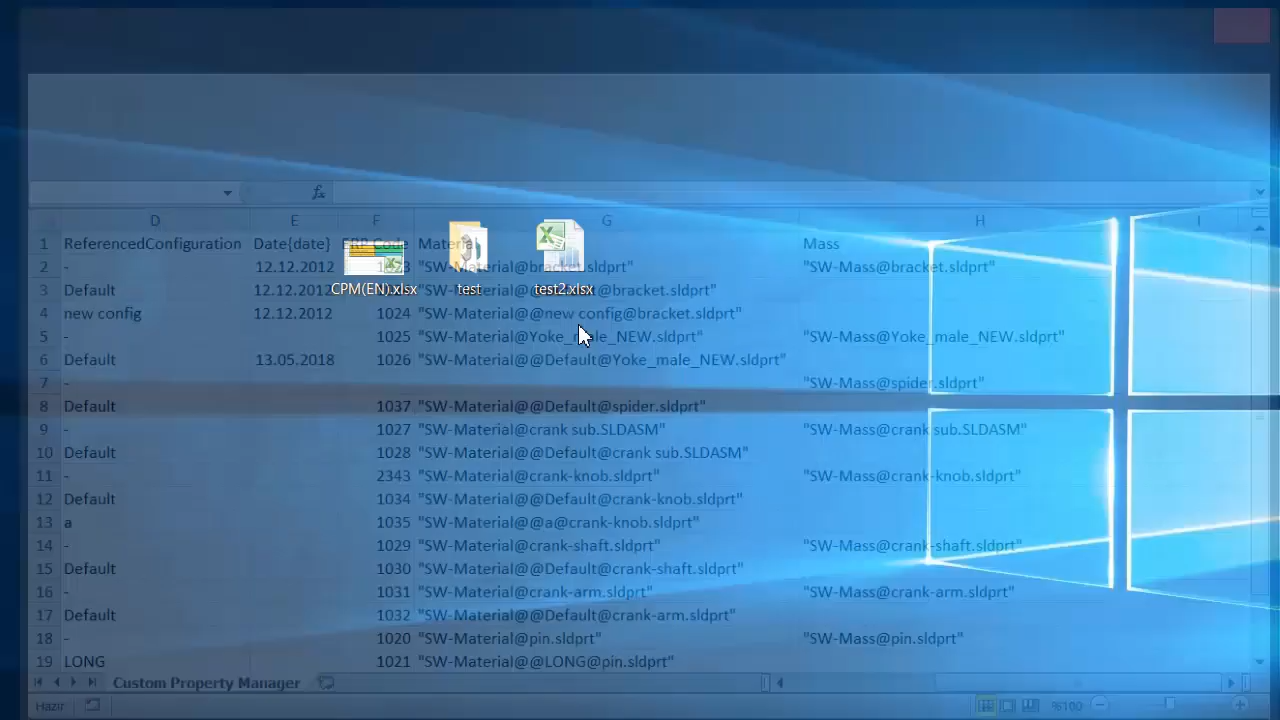 fx
D E F G H I
1 ReferencedConfiguration Date{date} ERP Code Material Mass
2 - 12.12.2012 "SW-Material@bracket.sldprt" "SW-Mass@bracket.sldprt"
3 Default 12.12.2012 @bracket.sldprt"
CPM(EN).xlsx test test2.xlsx
4 new config 12.12.2012 1024 "SW-Material@@new config@bracket.sldprt"
5 - 1025 "SW-Material@Yoke_male_NEW.sldprt" "SW-Mass@Yoke_male_NEW.sldprt"
6 Default 13.05.2018 1026 "SW-Material@@Default@Yoke_male_NEW.sldprt"
7 - "SW-Mass@spider.sldprt"
8 Default 1037 "SW-Material@@Default@spider.sldprt"
9 - 1027 "SW-Material@crank sub.SLDASM" "SW-Mass@crank sub.SLDASM"
10 Default 1028 "SW-Material@@Default@crank sub.SLDASM"
11 - 2343 "SW-Material@crank-knob.sldprt" "SW-Mass@crank-knob.sldprt"
12 Default 1034 "SW-Material@@Default@crank-knob.sldprt"
13 a 1035 "SW-Material@@a@crank-knob.sldprt"
14 - 1029 "SW-Material@crank-shaft.sldprt" "SW-Mass@crank-shaft.sldprt"
15 Default 1030 "SW-Material@@Default@crank-shaft.sldprt"
16 - 1031 "SW-Material@crank-arm.sldprt" "SW-Mass@crank-arm.sldprt"
17 Default 1032 "SW-Material@@Default@crank-arm.sldprt"
18 - 1020 "SW-Material@pin.sldprt" "SW-Mass@pin.sldprt"
19 LONG 1021 "SW-Material@@LONG@pin.sldprt"
Custom Property Manager
Hazır %100